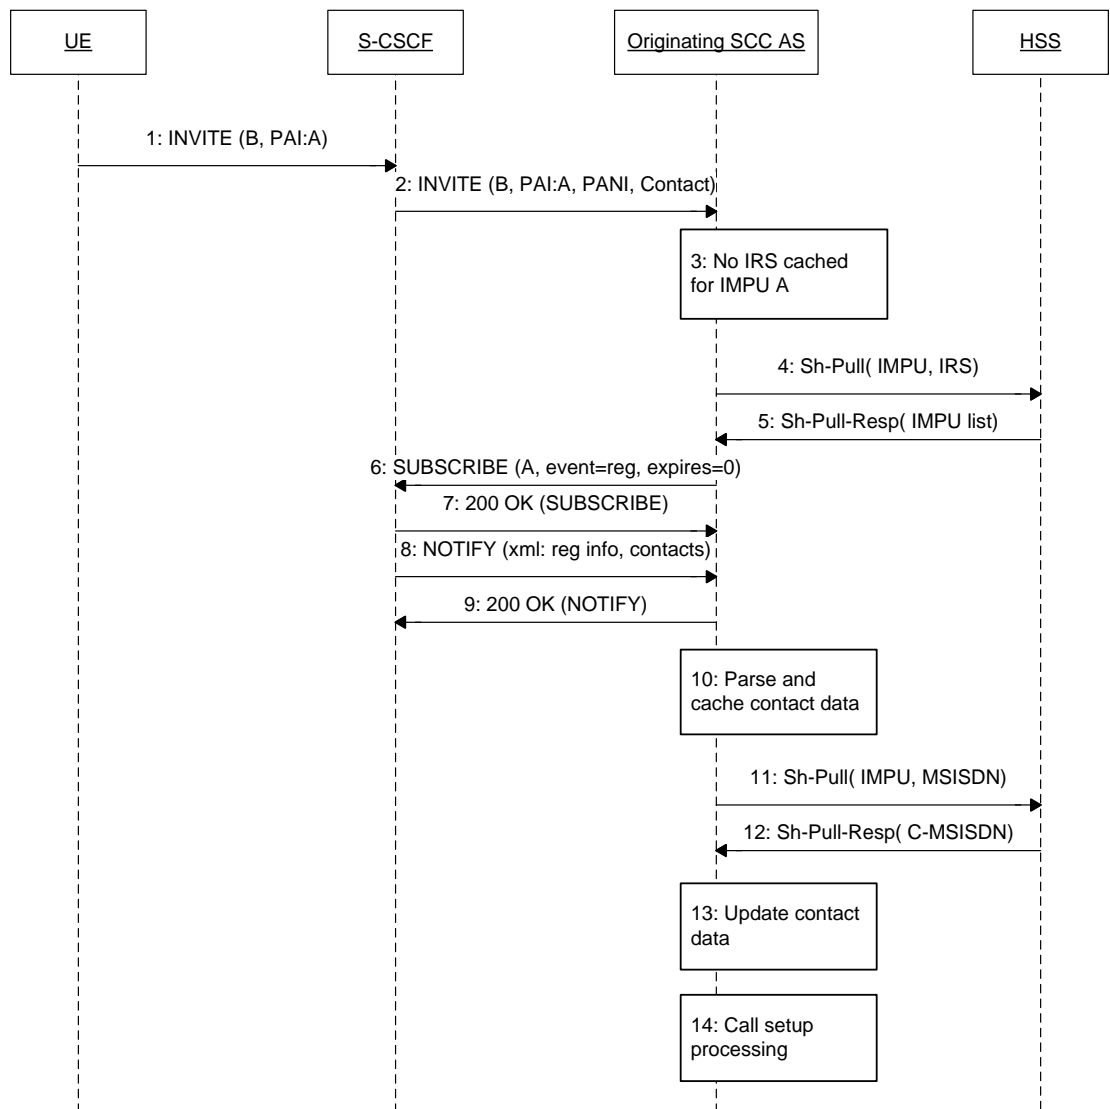 UE
S-CSCF
Originating SCC AS
HSS
1: INVITE (B, PAI:A)
2: INVITE (B, PAI:A, PANI, Contact)
3: No IRS cached
for IMPU A
4: Sh-Pull( IMPU, IRS)
5: Sh-Pull-Resp( IMPU list)
6: SUBSCRIBE (A, event=reg, expires=0)
7: 200 OK (SUBSCRIBE)
8: NOTIFY (xml: reg info, contacts)
9: 200 OK (NOTIFY)
10: Parse and
cache contact data
11: Sh-Pull( IMPU, MSISDN)
12: Sh-Pull-Resp( C-MSISDN)
13: Update contact
data
14: Call setup
processing